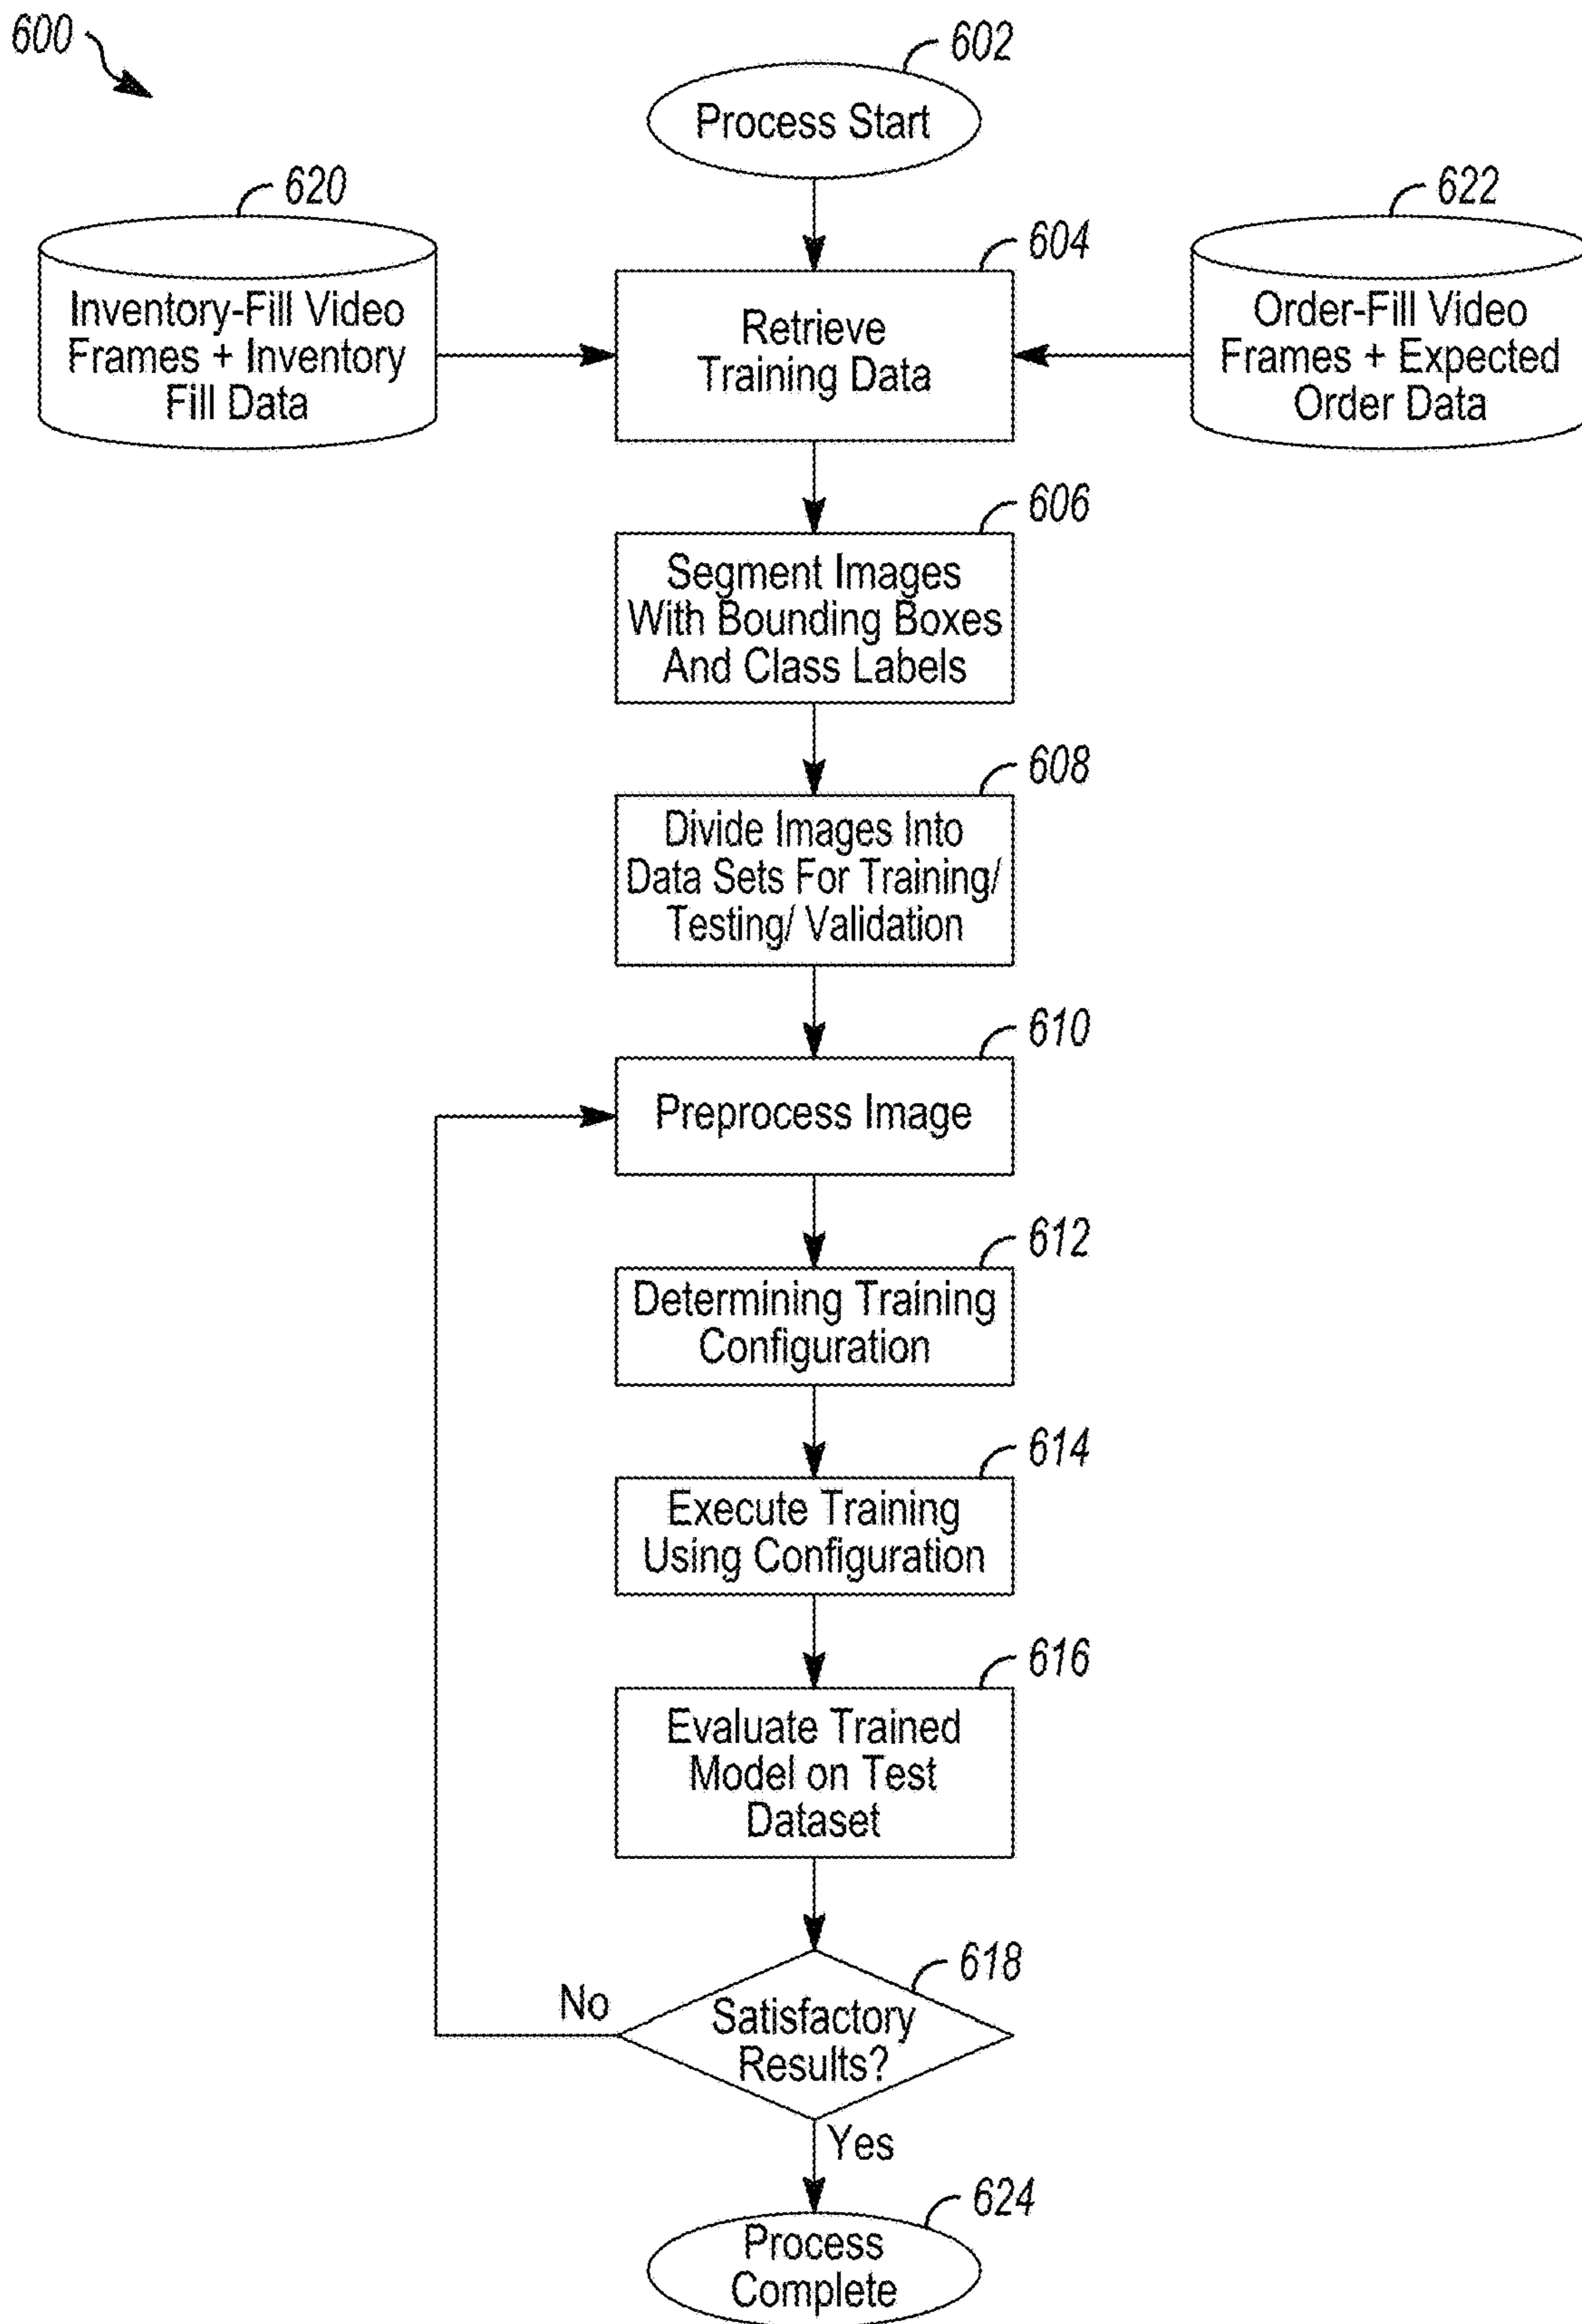 600
602
Process Start
620
622
604
Inventory-Fill Video
Frames + Inventory
Fill Data
Retrieve
Training Data
Order-Fill Video
Frames + Expected
Order Data
606
Segment Images
With Bounding Boxes
And Class Labels
608
Divide Images Into
Data Sets For Training/
Testing/ Validation
610
Preprocess Image
612
Determining Training
Configuration
614
Execute Training
Using Configuration
616
Evaluate Trained
Model on Test
Dataset
618
No
Satisfactory
Results?
Yes
624
Process
Complete